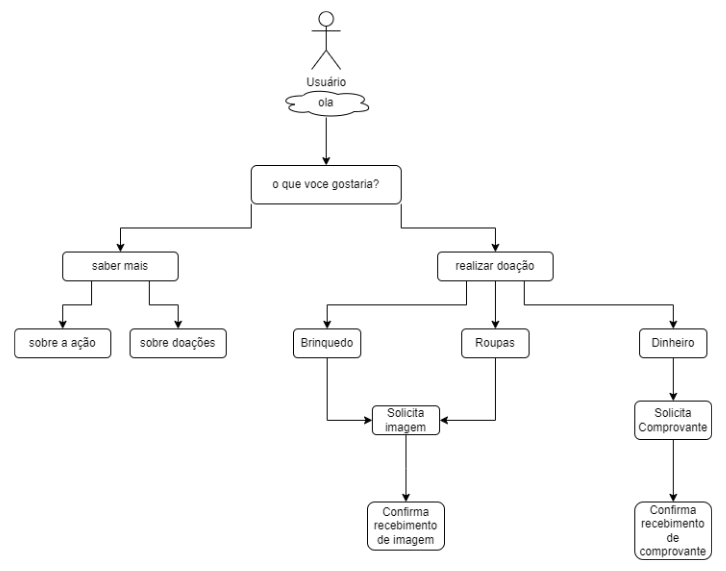 Usuário
ola
o que voce gostaria?
saber mais
realizar doação
sobre a ação
sobre doações
Brinquedo
Roupas
Dinheiro
Solicita
imagem
Solicita
Comprovante
Confirma
recebimento
de imagem
Confirma
recebimento
de
comprovante